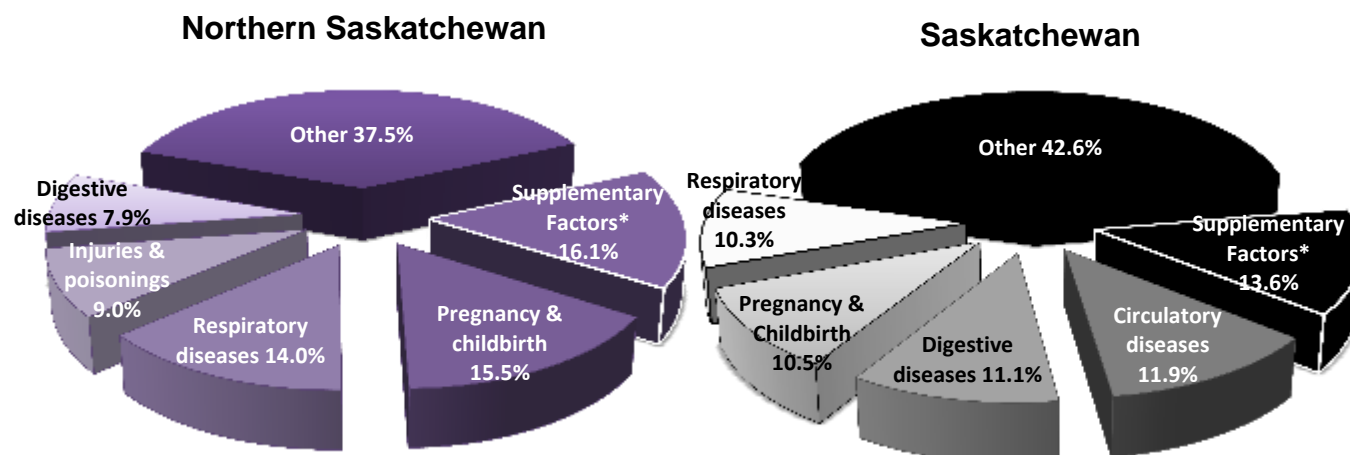 Northern Saskatchewan
Other 37.5%
Supplementary
Factors*
16.1%
Pregnancy &
childbirth
15.5%
Respiratory
diseases 14.0%
Injuries &
poisonings
9.0%
Digestive
diseases 7.9%
Saskatchewan
Other 42.6%
Supplementary
Factors*
13.6%
Circulatory
diseases
11.9%
Digestive
diseases 11.1%
Pregnancy &
Childbirth
10.5%
Respiratory
diseases
10.3%